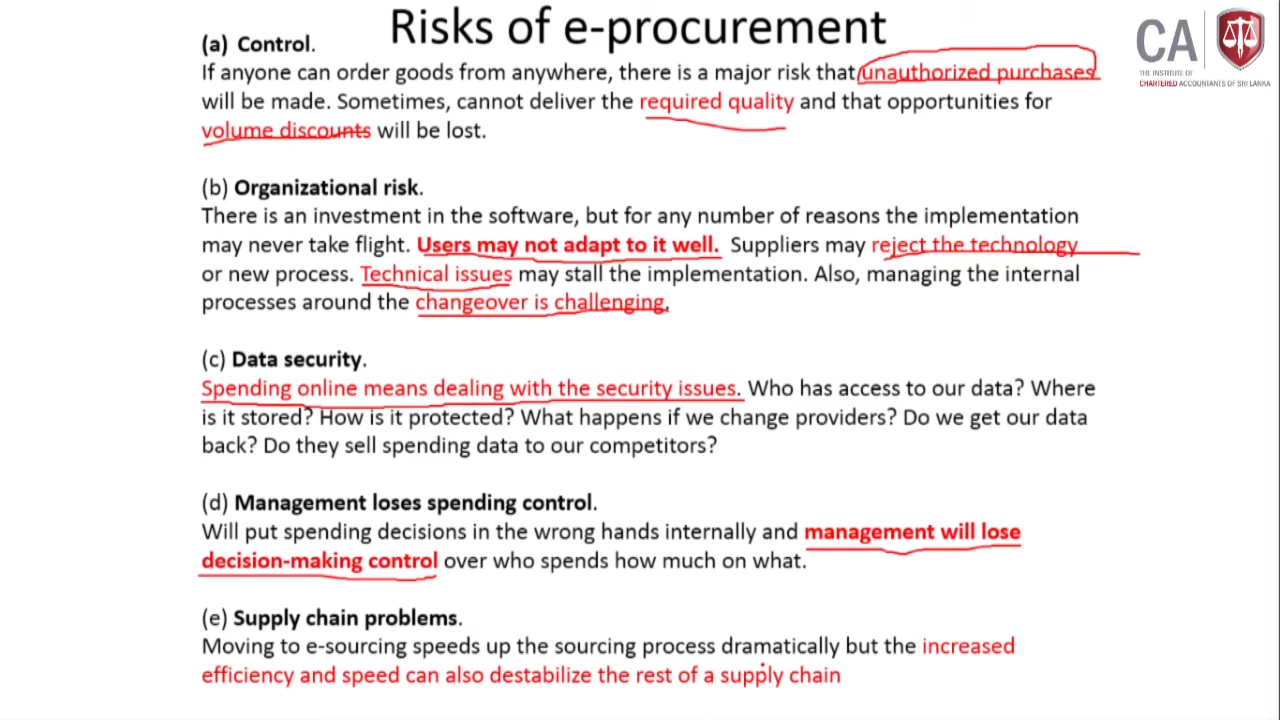 Risks of e-procurement
CA
THE INSTITUTE OF
CHARTERED ACCOUNTANTS OF SRI LANKA
(a) Control.
If anyone can order goods from anywhere, there is a major risk that unauthorized purchases
will be made. Sometimes, cannot deliver the required quality and that opportunities for
volume discounts will be lost.
(b) Organizational risk.
There is an investment in the software, but for any number of reasons the implementation
may never take flight. Users may not adapt to it well. Suppliers may reject the technology
or new process. Technical issues may stall the implementation. Also, managing the internal
processes around the changeover is challenging.
(c) Data security.
Spending online means dealing with the security issues. Who has access to our data? Where
is it stored? How is it protected? What happens if we change providers? Do we get our data
back? Do they sell spending data to our competitors?
(d) Management loses spending control.
Will put spending decisions in the wrong hands internally and management will lose
decision-making control over who spends how much on what.
(e) Supply chain problems.
Moving to e-sourcing speeds up the sourcing process dramatically but the increased
efficiency and speed can also destabilize the rest of a supply chain